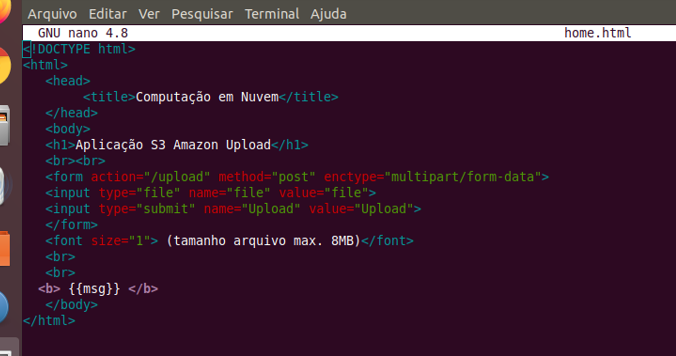 Arquivo Editar Ver Pesquisar Terminal Ajuda
GNU nano 4.8 home.html
<!DOCTYPE html>
<html>
<head>
<title>Computação em Nuvem</title>
</head>
<body>
<h1>Aplicação S3 Amazon Upload</h1>
<br><br>
<form action="/upload" method="post" enctype="multipart/form-data">
<input type="file" name="file" value="file">
<input type="submit" name="Upload" value="Upload">
</form>
<font size="1"> (tamanho arquivo max. 8MB)</font>
<br>
<br>
<b> {{msg}} </b>
</body>
</html>